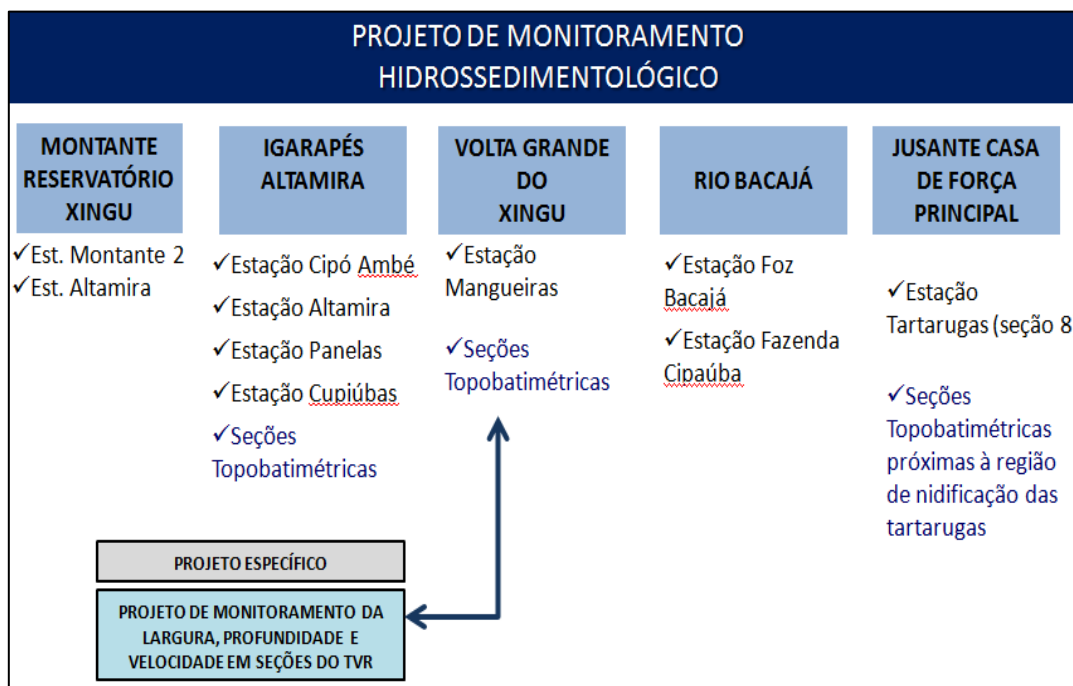 PROJETO DE MONITORAMENTO
HIDROSSEDIMENTOLÓGICO
MONTANTE
RESERVATÓRIO
XINGU
✓Est. Montante 2
✓Est. Altamira
IGARAPÉS
ALTAMIRA
✓Estação Cipó Ambé
✓Estação Altamira
✓Estação Panelas
✓Estação Cupiúbas
✓Seções
Topobatimétricas
VOLTA GRANDE
DO
XINGU
✓Estação
Mangueiras
✓Seções
Topobatimétricas
RIO BACAJÁ
✓Estação Foz
Bacajá
✓Estação Fazenda
Cipaúba
JUSANTE CASA
DE FORÇA
PRINCIPAL
✓Estação
Tartarugas (seção 8
✓Seções
Topobatimétricas
próximas à região
de nidificação das
tartarugas
PROJETO ESPECÍFICO
PROJETO DE MONITORAMENTO DA
LARGURA, PROFUNDIDADE E
VELOCIDADE EM SEÇÕES DO TVR